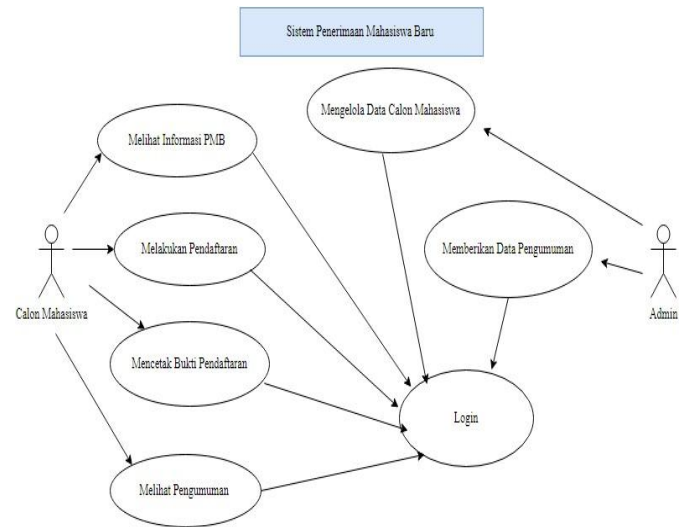 Sistem Penerimaan Mahasiswa Baru
Mengelola Data Calon Mahasiswa
Melihat Informasi PMB
Melakukan Pendaftaran
Memberikan Data Pengumuman
Calon Mahasiswa
Admin
Mencetak Bukti Pendaftaran
Login
Melihat Pengumuman